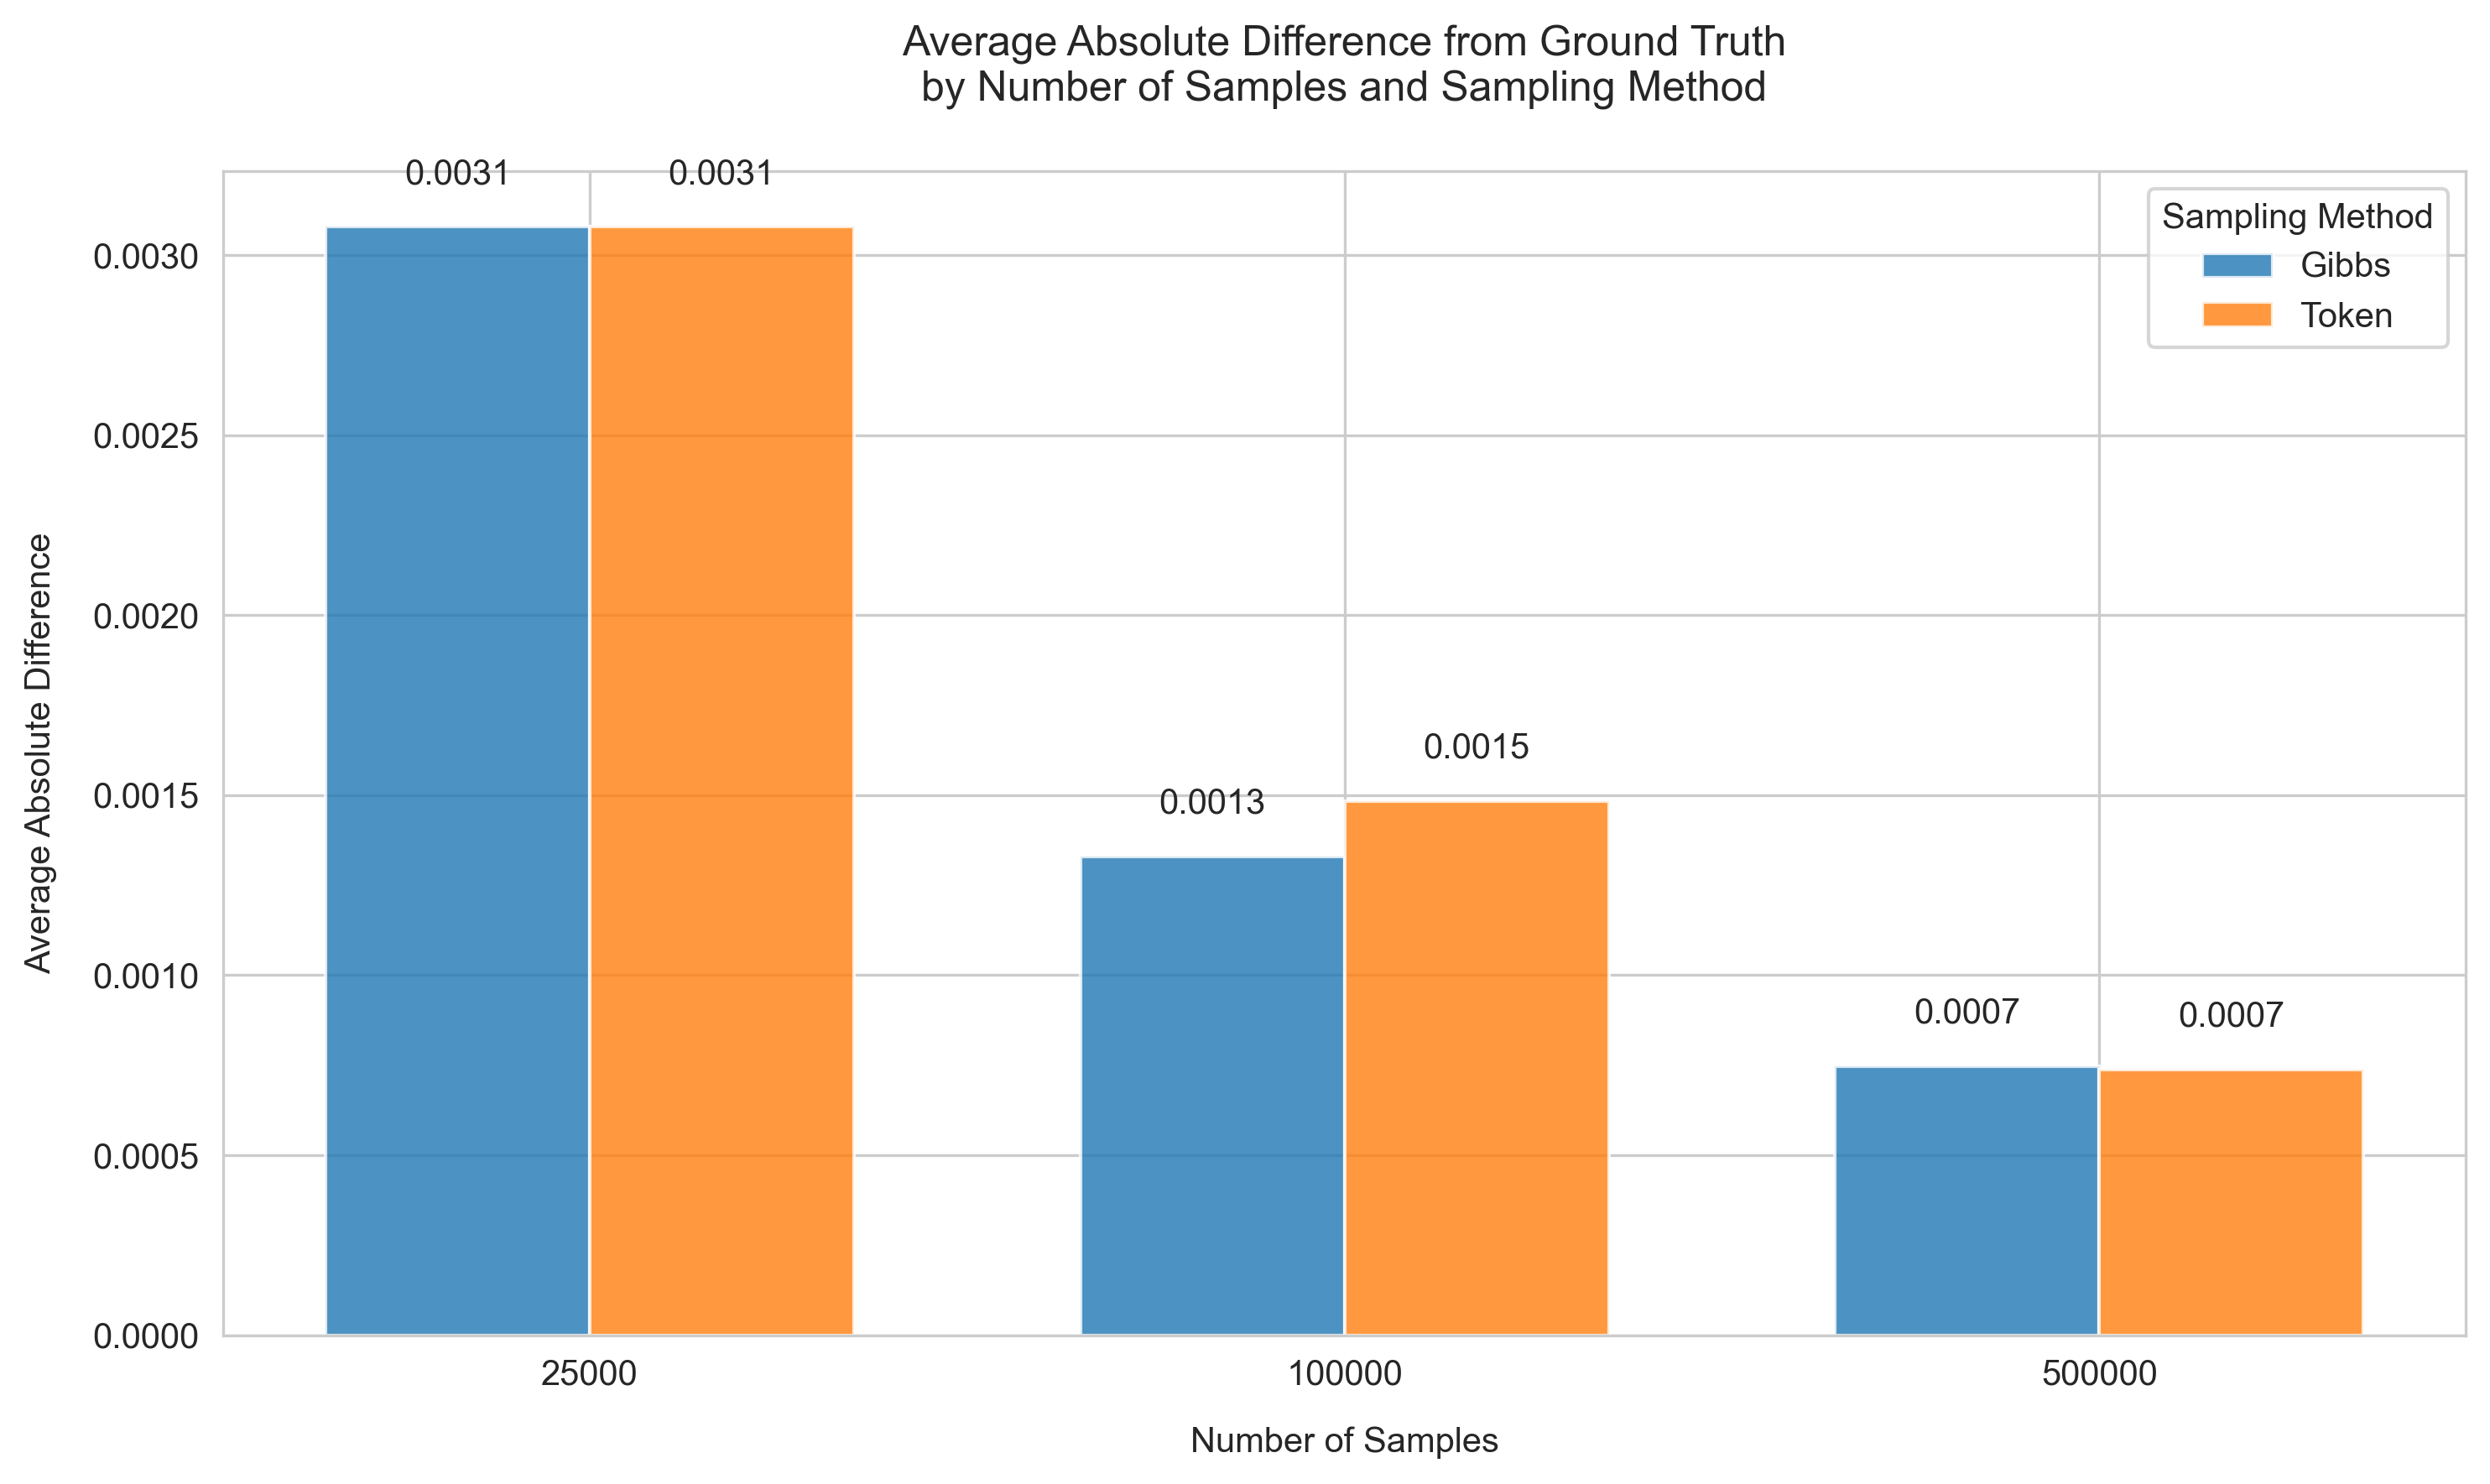 Average Absolute Difference from Ground Truth
by Number of Samples and Sampling Method
0.0031
0.0031
Sampling Method
Gibbs
Token
0.0030
0.0025
0.0020
0.0015
0.0010
0.0005
0.0000
Average Absolute Difference
0.0013
0.0015
0.0007
0.0007
25000
100000
500000
Number of Samples